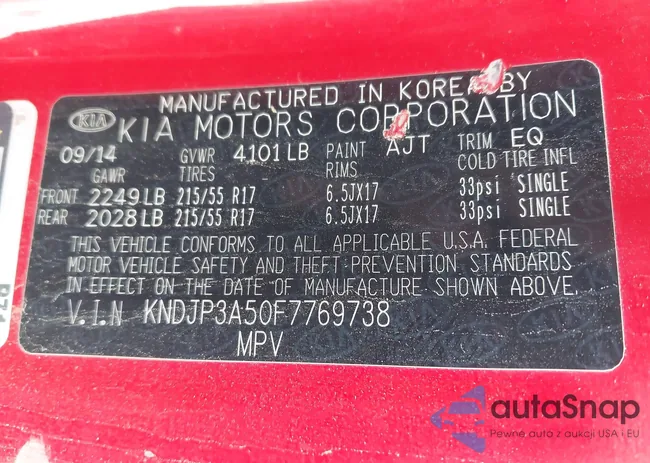 MANUFACTURED IN KOREA BY
KIA KIA MOTORS CORPORATION
09/14 GVWR 4101 LB PAINT AJT TRIM EQ
GAWR TIRES RIMS COLD TIRE INFL
FRONT 2249 LB 215/55 R17 6.5JX17 33psi SINGLE
REAR 2028 LB 215/55 R17 6.5JX17 33psi SINGLE
THIS VEHICLE CONFORMS TO ALL APPLICABLE U.S.A. FEDERAL
MOTOR VEHICLE SAFETY AND THEFT PREVENTION STANDARDS
IN EFFECT ON THE DATE OF MANUFACTURE SHOWN ABOVE.
V.I.N KNDJP3A50F7769738
MPV
autoSnap
Pewne auta z aukcji USA i EU